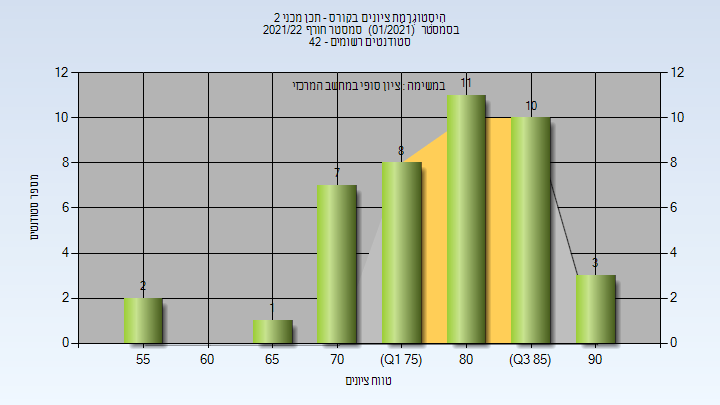 היסטוגרמת ציונים בקורס - תכן מכני 2
בסמסטר (01/2021) סמסטר חורף 2021/22
סטודנטים רשומים - 42
במשימה : ציון סופי במחשב המרכזי
מספר סטודנטים
12 12
10 10
8 8
6 6
4 4
2 2
0 0
2 1 7 8 11 10 3
55 60 65 70 (Q1 75) 80 (Q3 85) 90
טווח ציונים